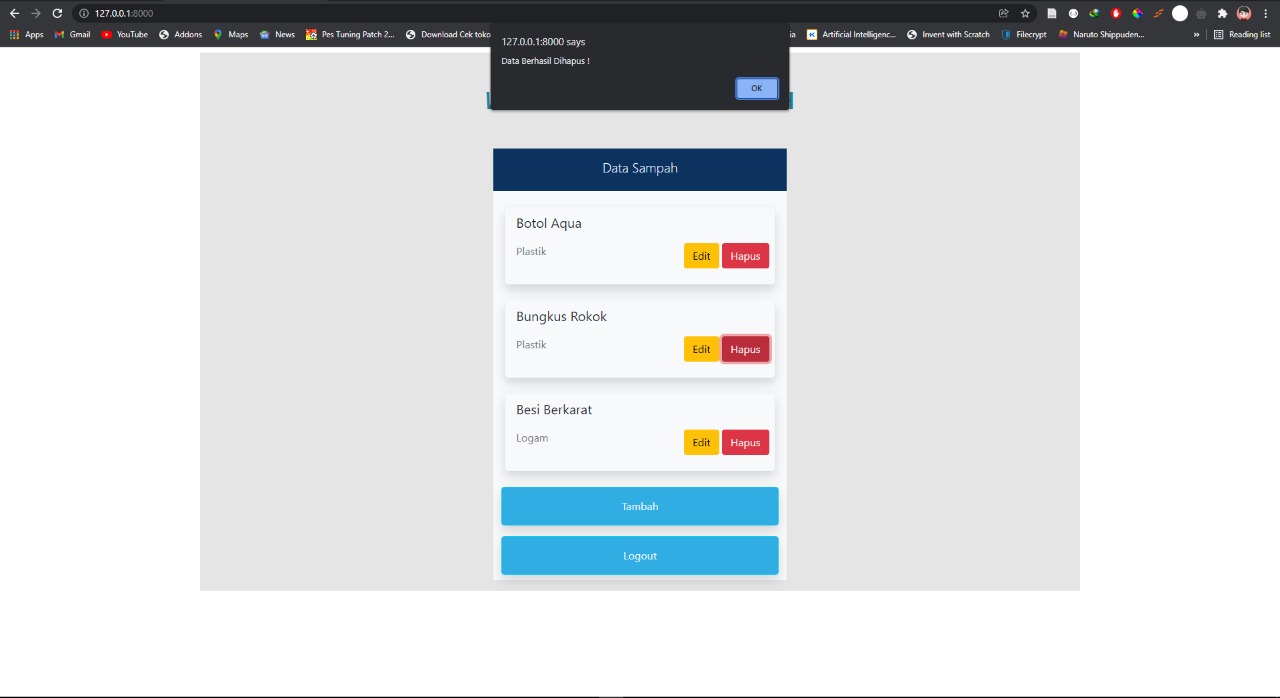 127.0.0.1:8000
Apps Gmail YouTube Addons Maps News Pes Tuning Patch 2... Download Cek toko Artificial Intelligenc... Invent with Scratch Filecrypt Naruto Shippuden... » Reading list
127.0.0.1:8000 says
Data Berhasil Dihapus !
OK
Data Sampah
Botol Aqua
Plastik
Edit Hapus
Bungkus Rokok
Plastik
Edit Hapus
Besi Berkarat
Logam
Edit Hapus
Tambah
Logout